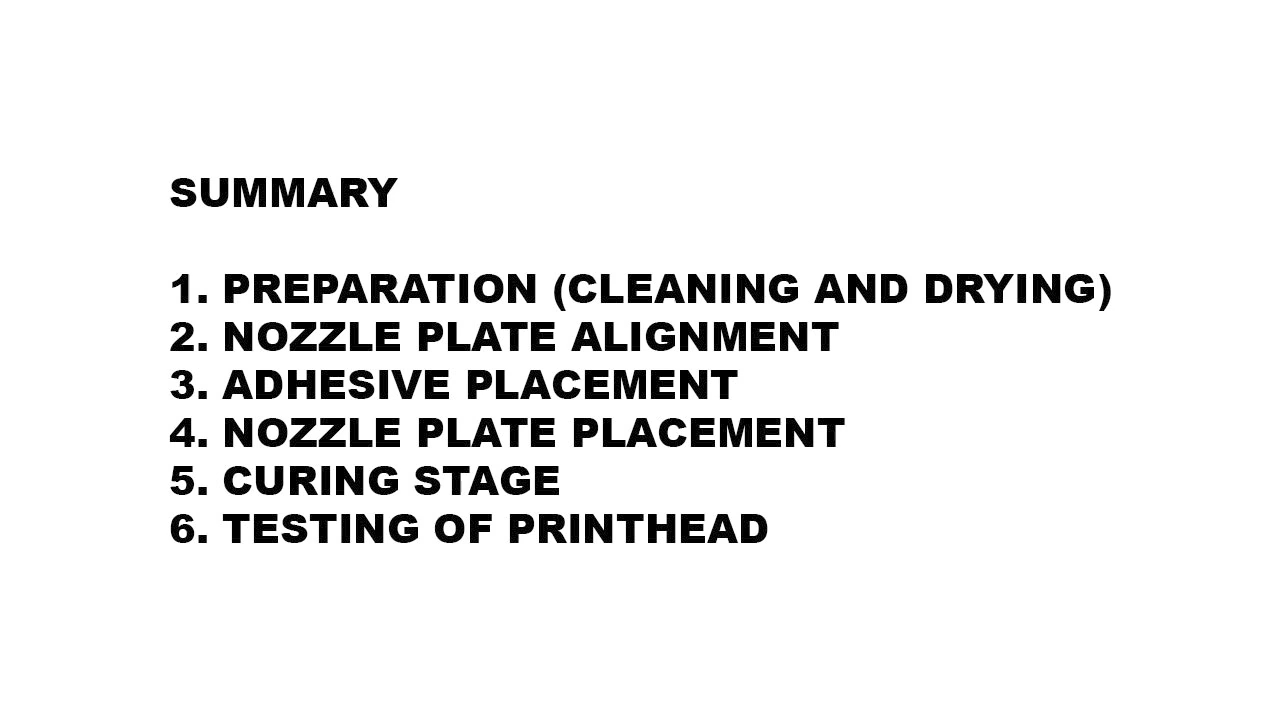 SUMMARY
1. PREPARATION (CLEANING AND DRYING)
2. NOZZLE PLATE ALIGNMENT
3. ADHESIVE PLACEMENT
4. NOZZLE PLATE PLACEMENT
5. CURING STAGE
6. TESTING OF PRINTHEAD